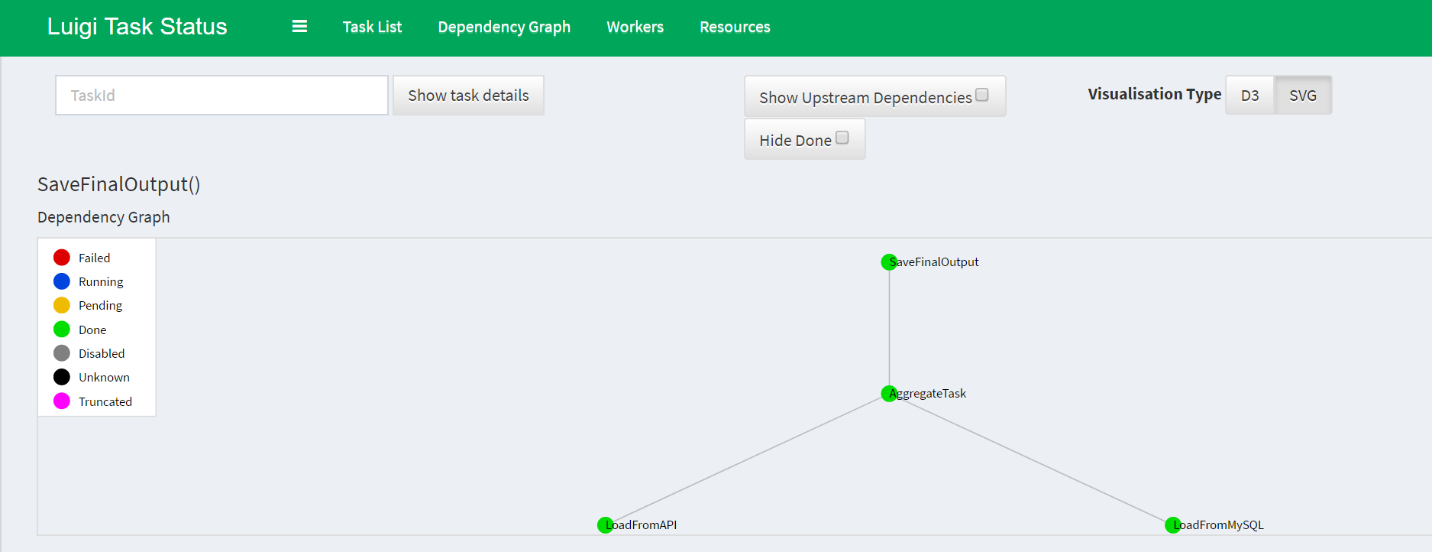 Luigi Task Status Task List Dependency Graph Workers Resources
TaskId Show task details Show Upstream Dependencies Visualisation Type D3 SVG
Hide Done
SaveFinalOutput()
Dependency Graph
Failed
Running
Pending
Done
Disabled
Unknown
Truncated
SaveFinalOutput
AggregateTask
LoadFromAPI LoadFromMySQL